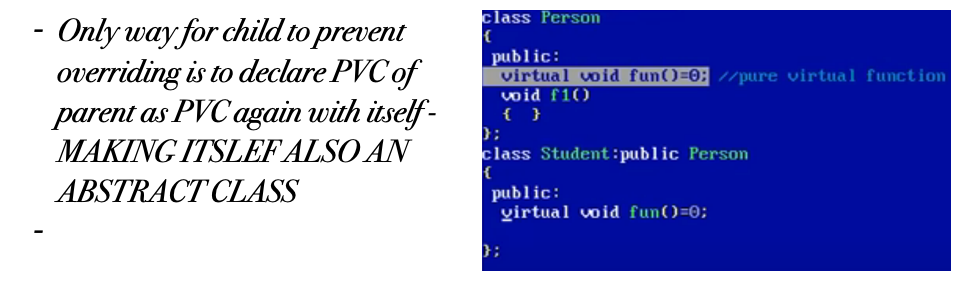 - Only way for child to prevent
overriding is to declare PVC of
parent as PVC again with itself -
MAKING ITSLEF ALSO AN
ABSTRACT CLASS
-
class Person
{
public:
virtual void fun()=0; //pure virtual function
void f1()
{ }
};
class Student:public Person
{
public:
virtual void fun()=0;
};